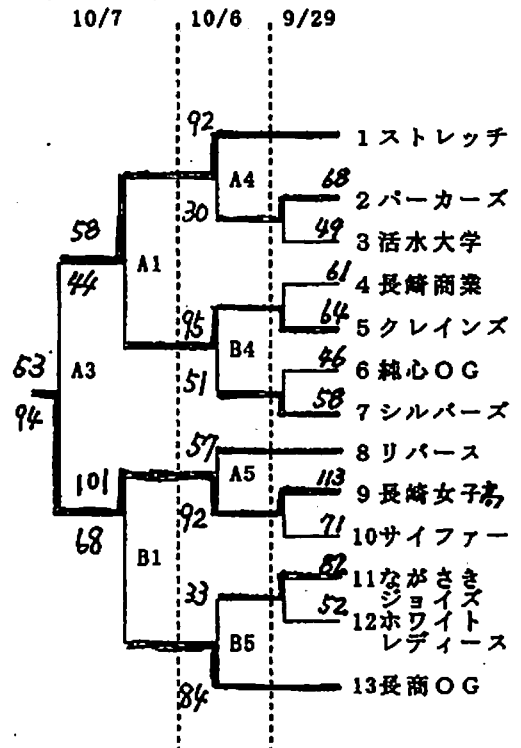 10/7 10/6 9/29
92
1ストレッチ
A4
68
2パーカーズ
30
58
49
3活水大学
44
A1
61
4長崎商業
95
64
5クレインズ
B4
46
6純心OG
53
A3
51
58
7シルバーズ
94
57
8リバース
A5
101
113
9長崎女子高
92
71
10サイファー
68
B1
82
11ながさき
ジョイズ
33
52
12ホワイト
レディース
B5
84
13長商OG